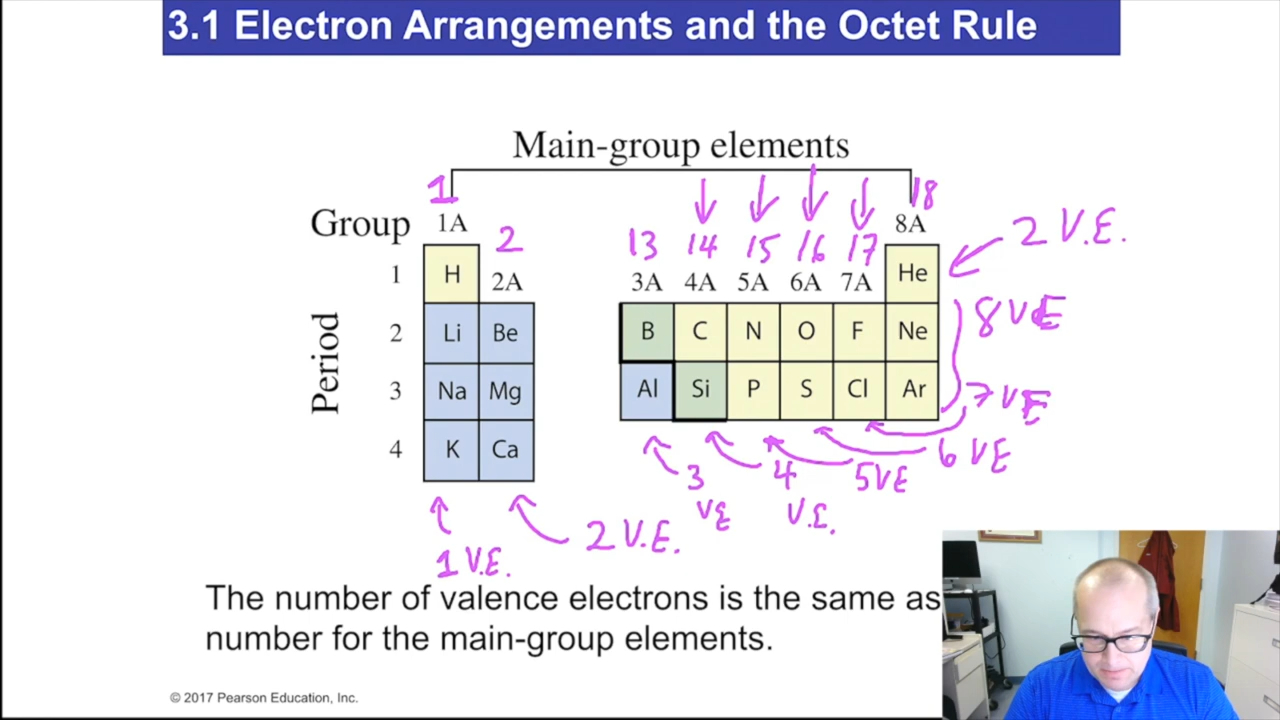 3.1 Electron Arrangements and the Octet Rule
Main-group elements
1 18
Group 1A 8A
2 V.E.
2 13 14 15 16 17
1 H 2A 3A 4A 5A 6A 7A He
Period
2 Li Be B C N O F Ne
8 VE
3 Na Mg Al Si P S Cl Ar
7 VE
4 K Ca
3 VE
4 V.E.
5VE
6 VE
1 V.E.
2 V.E.
The number of valence electrons is the same as
number for the main-group elements.
© 2017 Pearson Education, Inc.